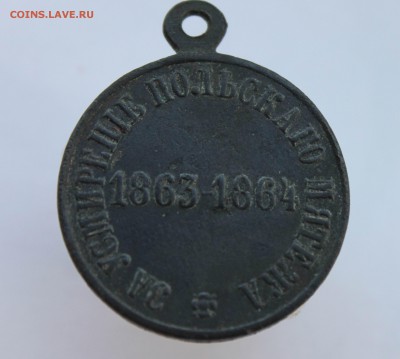 COINS.LAVE.RU
ЗА УСМИРЕНІЕ ПОЛЬСКАГО МЯТЕЖА
1863-1864